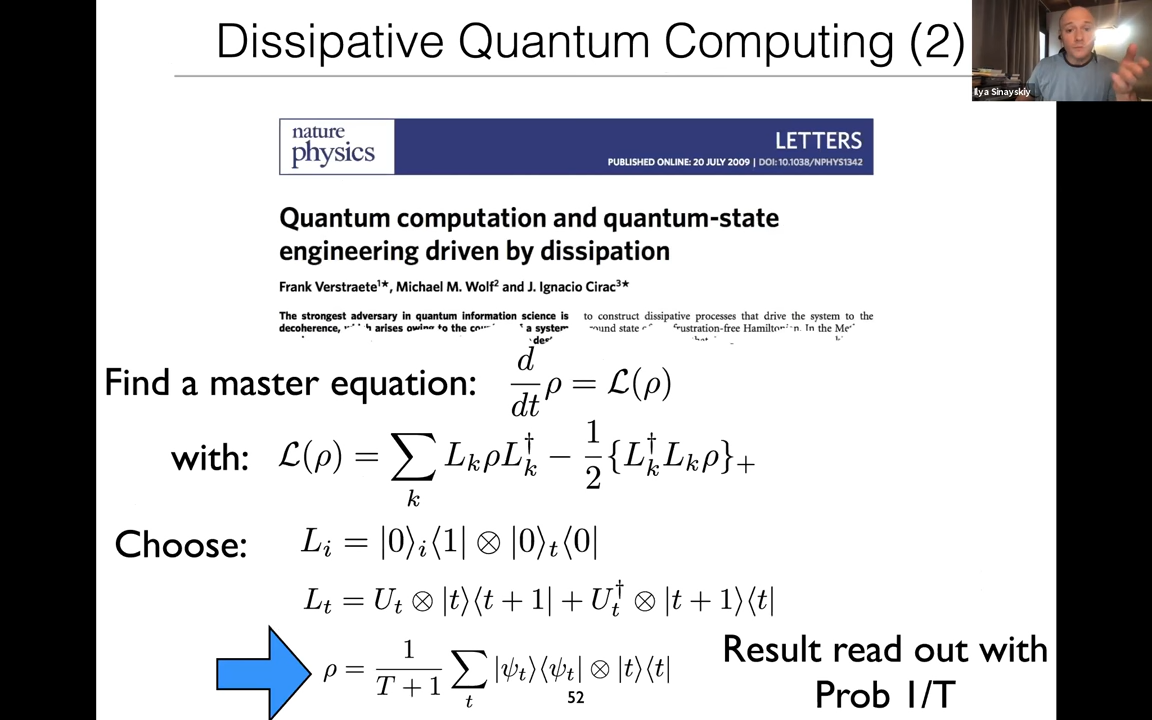 Dissipative Quantum Computing (2)
Ilya Sinayskiy
nature
physics
LETTERS
PUBLISHED ONLINE: 20 JULY 2009 | DOI: 10.1038/NPHYS1342
Quantum computation and quantum-state
engineering driven by dissipation
Frank Verstraete¹*, Michael M. Wolf² and J. Ignacio Cirac³*
The strongest adversary in quantum information science is
decoherence, arises owing to the a system
to construct dissipative processes that drive the system to the
state frustration-free In the
Find a master equation: d/dt ρ = ℒ(ρ)
with: ℒ(ρ) = ∑_k L_k ρ L_k^† − 1/2 {L_k^† L_k ρ}_+
Choose: L_i = |0⟩_i⟨1| ⊗ |0⟩_t⟨0|
L_t = U_t ⊗ |t⟩⟨t + 1| + U_t^† ⊗ |t + 1⟩⟨t|
ρ = 1/(T + 1) ∑_t |ψ_t⟩⟨ψ_t| ⊗ |t⟩⟨t|
Result read out with
Prob 1/T
52